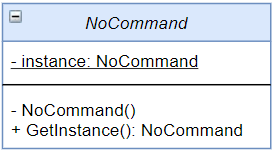 NoCommand
- instance: NoCommand
- NoCommand()
+ GetInstance(): NoCommand